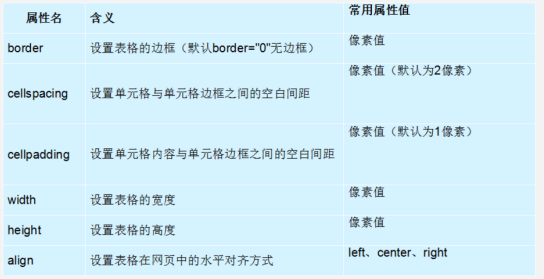 属性名 含义 常用属性值
border 设置表格的边框（默认border="0"无边框） 像素值
cellspacing 设置单元格与单元格边框之间的空白间距 像素值（默认为2像素）
cellpadding 设置单元格内容与单元格边框之间的空白间距 像素值（默认为1像素）
width 设置表格的宽度 像素值
height 设置表格的高度 像素值
align 设置表格在网页中的水平对齐方式 left、center、right